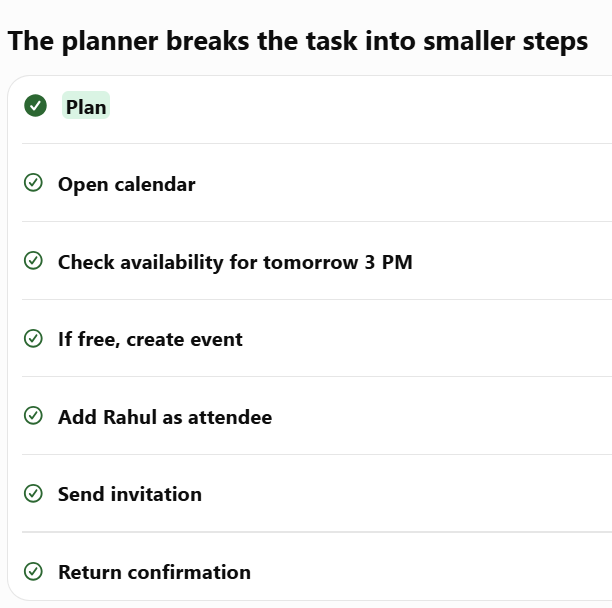 The planner breaks the task into smaller steps
Plan
Open calendar
Check availability for tomorrow 3 PM
If free, create event
Add Rahul as attendee
Send invitation
Return confirmation